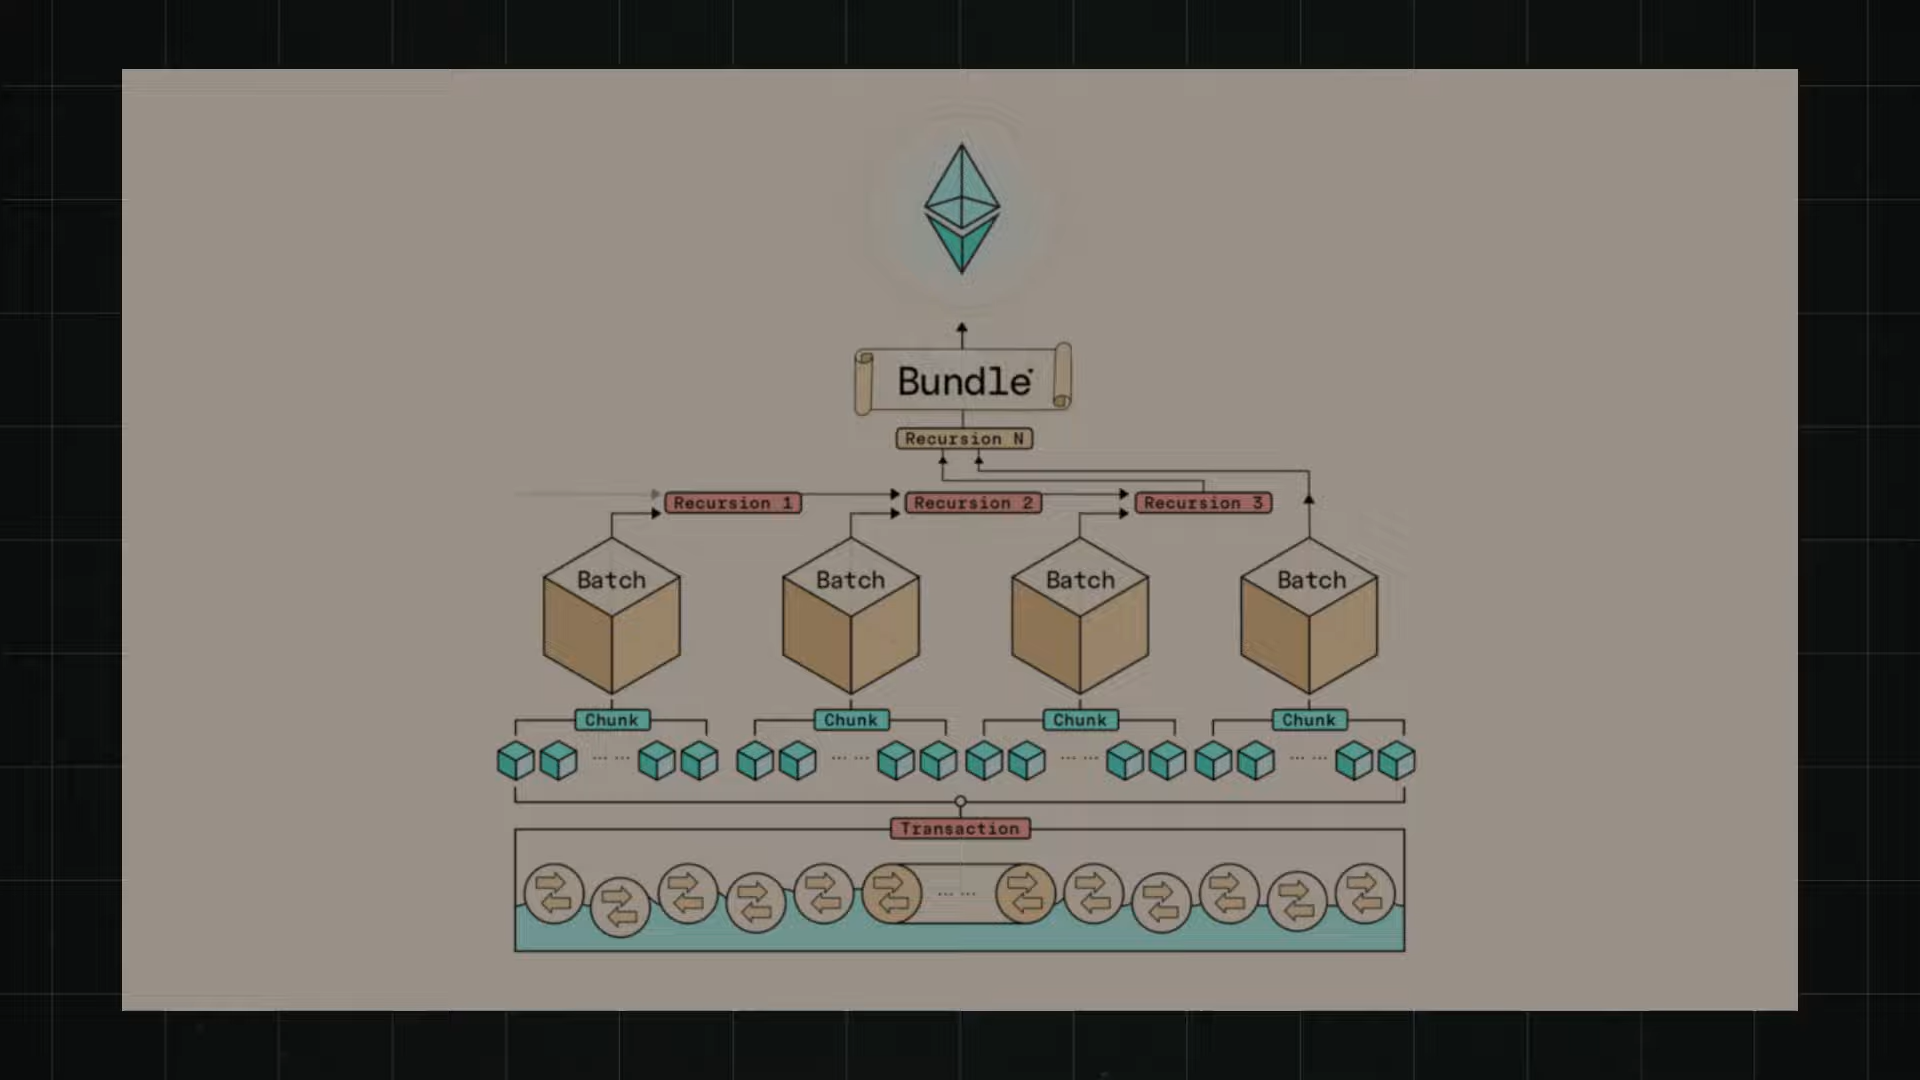 Bundle
Recursion N
Recursion 1
Recursion 2
Recursion 3
Batch
Batch
Batch
Batch
Chunk
Chunk
Chunk
Chunk
Transaction